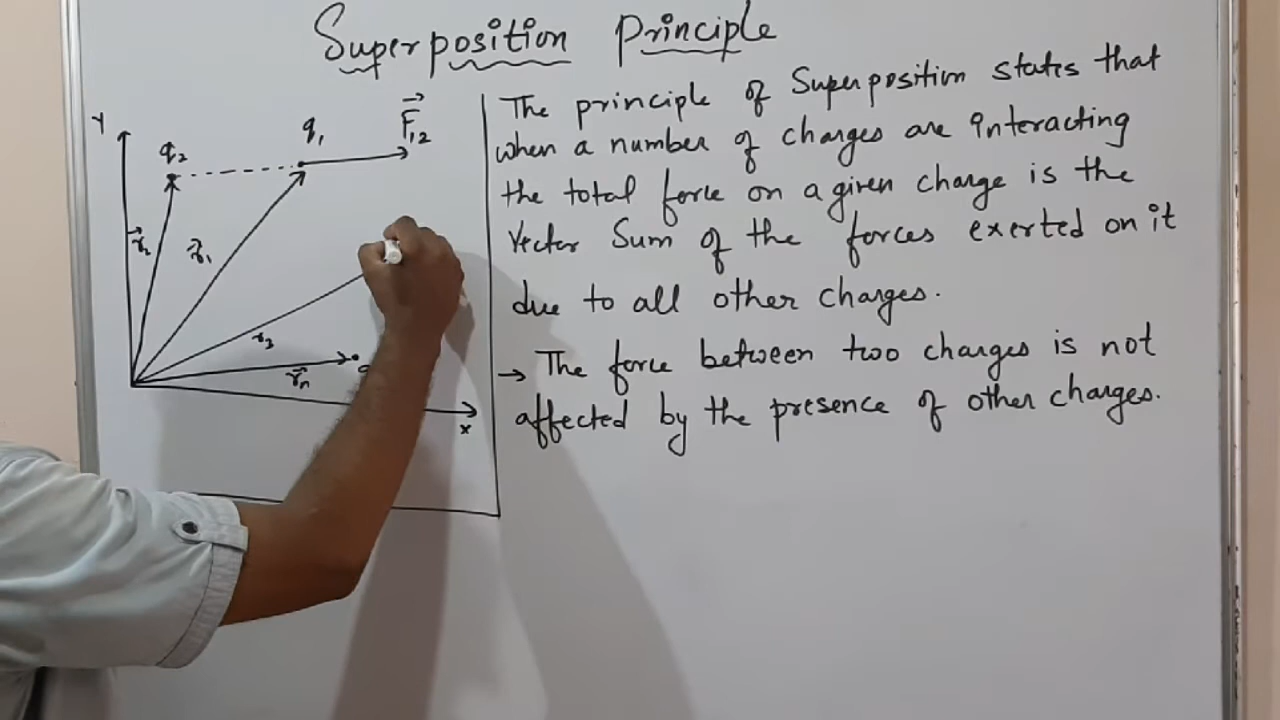 Superposition Principle
Y
q2
q1
F1,2
r2
r1
r3
rn
x
The principle of Superposition states that
when a number of charges are interacting
the total force on a given charge is the
Vector Sum of the forces exerted on it
due to all other charges.
→ The force between two charges is not
affected by the presence of other charges.